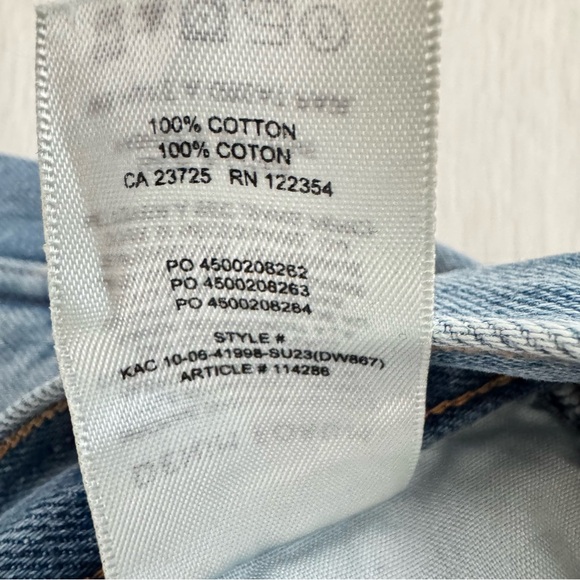 100% COTTON
100% COTON
CA 23725 RN 122354
PO 4500208262
PO 4500208263
PO 4500208284
STYLE #
KAC 10-06-41998-SU23(DW867)
ARTICLE # 114286